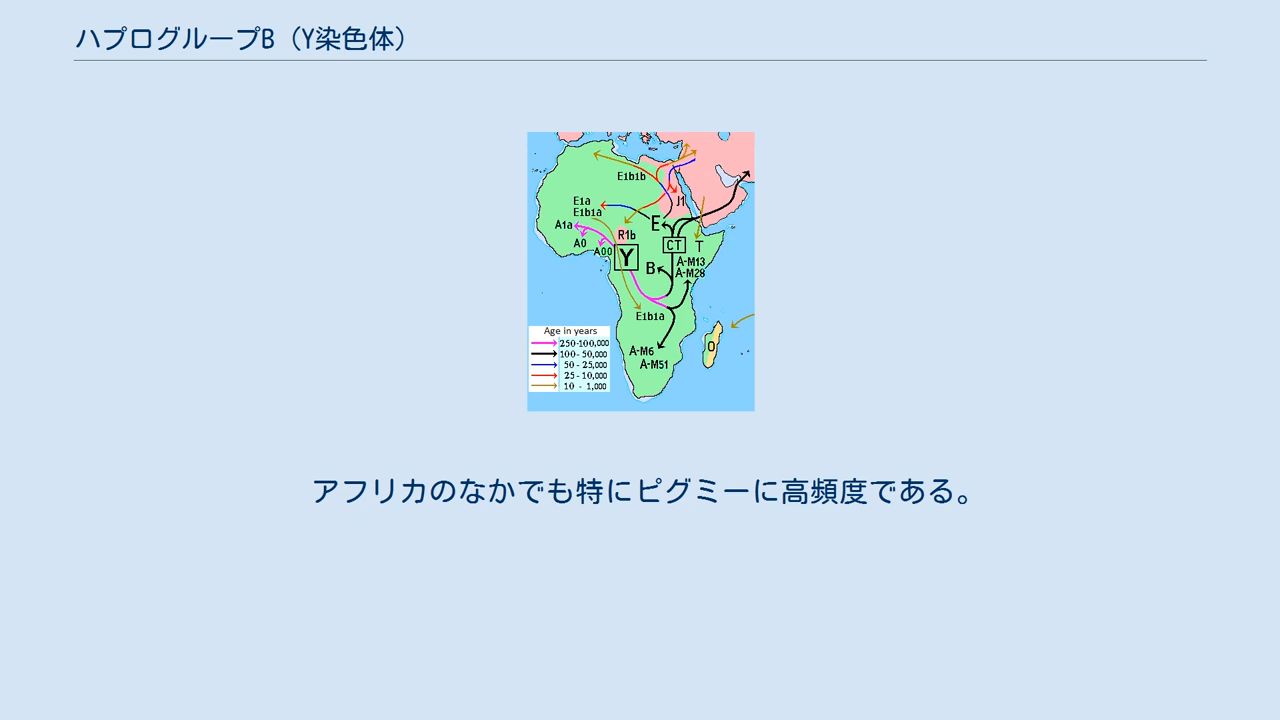 ハプログループB（Y染色体）
E1b1b
J1
E1a
E1b1a
A1a
E
R1b
A0
A00
CT
T
Y
B
A-M13
A-M28
E1b1a
A-M6
A-M51
O
Age in years
250-100,000
100-50,000
50 - 25,000
25-10,000
10 - 1,000
アフリカのなかでも特にピグミーに高頻度である。